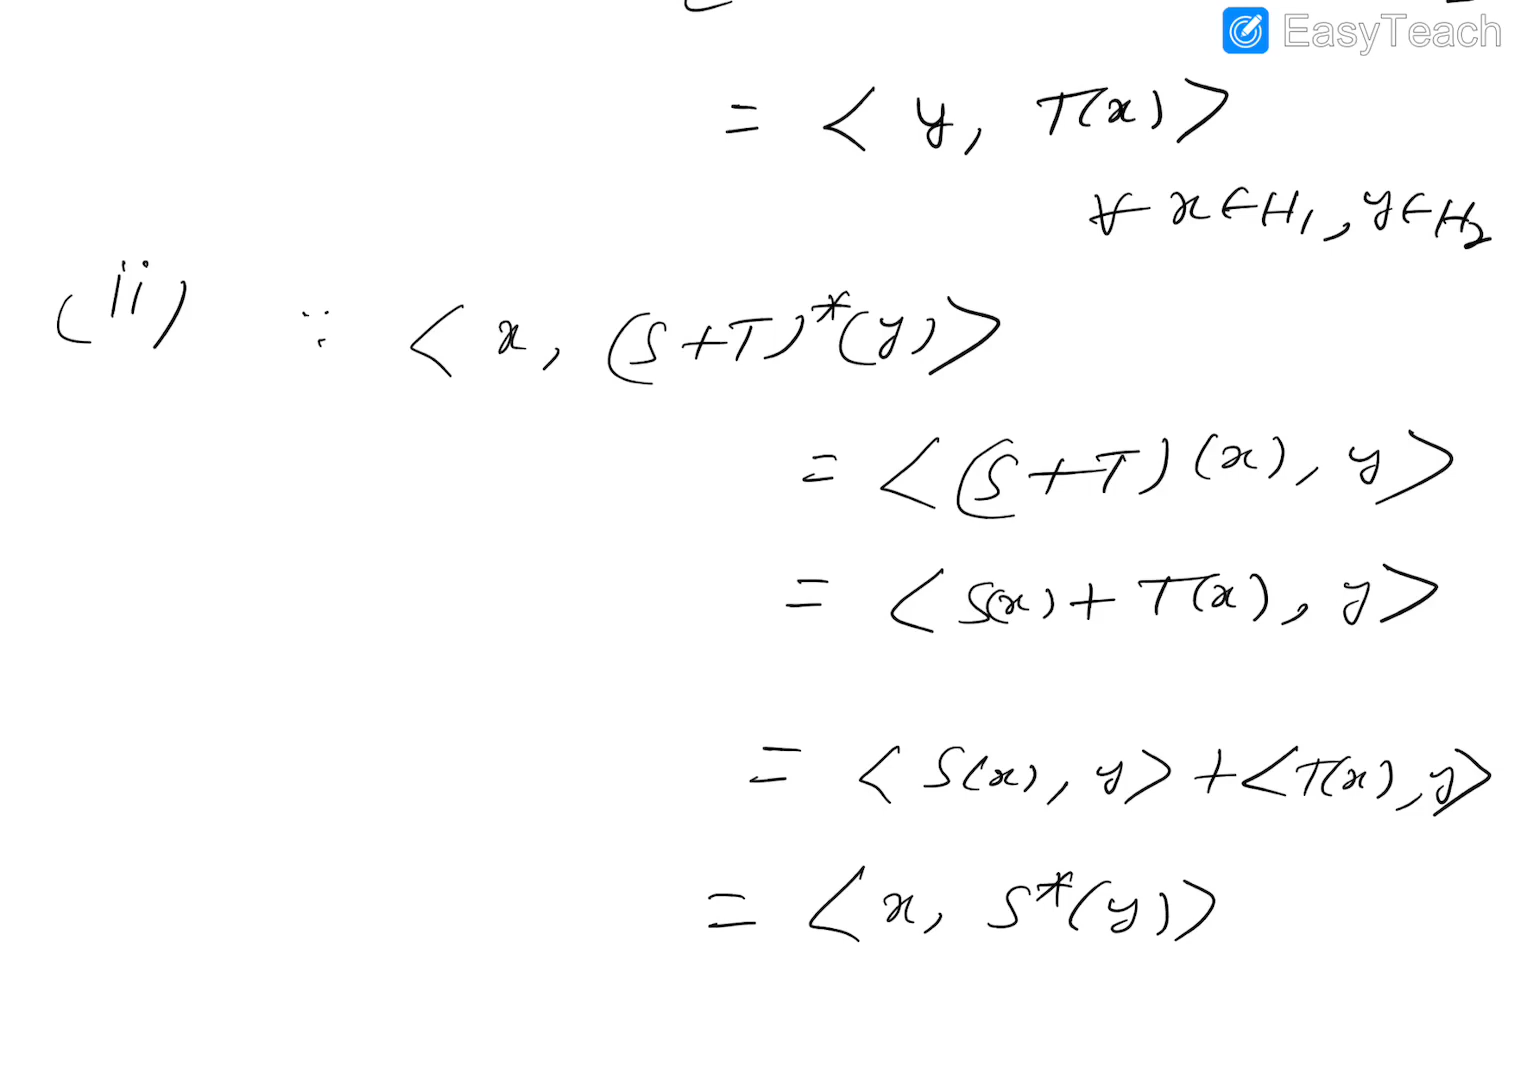 EasyTeach
= < y, T(x) >
∀ x ∈ H₁, y ∈ H₂
(ii) ∵ < x, (S+T)*(y) >
= < (S+T)(x), y >
= < S(x) + T(x), y >
= < S(x), y > + < T(x), y >
= < x, S*(y) >